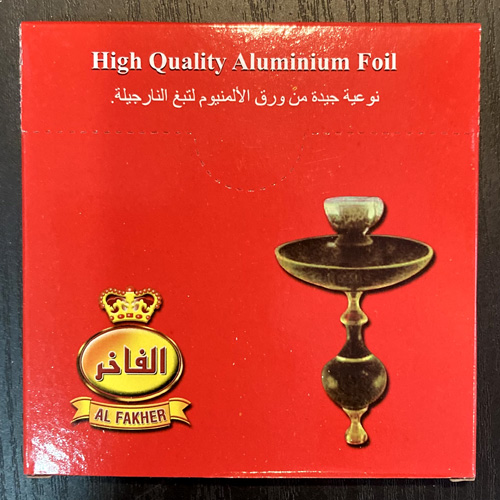 High Quality Aluminium Foil
نوعية جيدة من ورق الألمنيوم لتبغ النارجيلة.
الفاخر
AL FAKHER